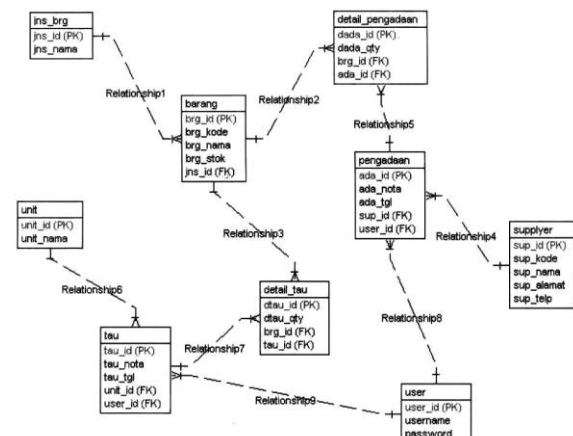 jns_brg
jns_id (PK)
jns_nama
Relationship1
detail_pengadaan
dada_id (PK)
dada_qty
brg_id (FK)
ada_id (FK)
Relationship2
barang
brg_id (PK)
brg_kode
brg_nama
brg_stok
jns_id (FK)
Relationship5
pengadaan
ada_id (PK)
ada_nota
ada_tgl
sup_id (FK)
user_id (FK)
Relationship4
supplyer
sup_id (PK)
sup_kode
sup_nama
sup_alamat
sup_telp
unit
unit_id (PK)
unit_nama
Relationship3
Relationship6
detail_tau
dtau_id (PK)
dtau_qty
brg_id (FK)
tau_id (FK)
Relationship7
Relationship8
tau
tau_id (PK)
tau_nota
tau_tgl
unit_id (FK)
user_id (FK)
Relationship9
user
user_id (PK)
username
password